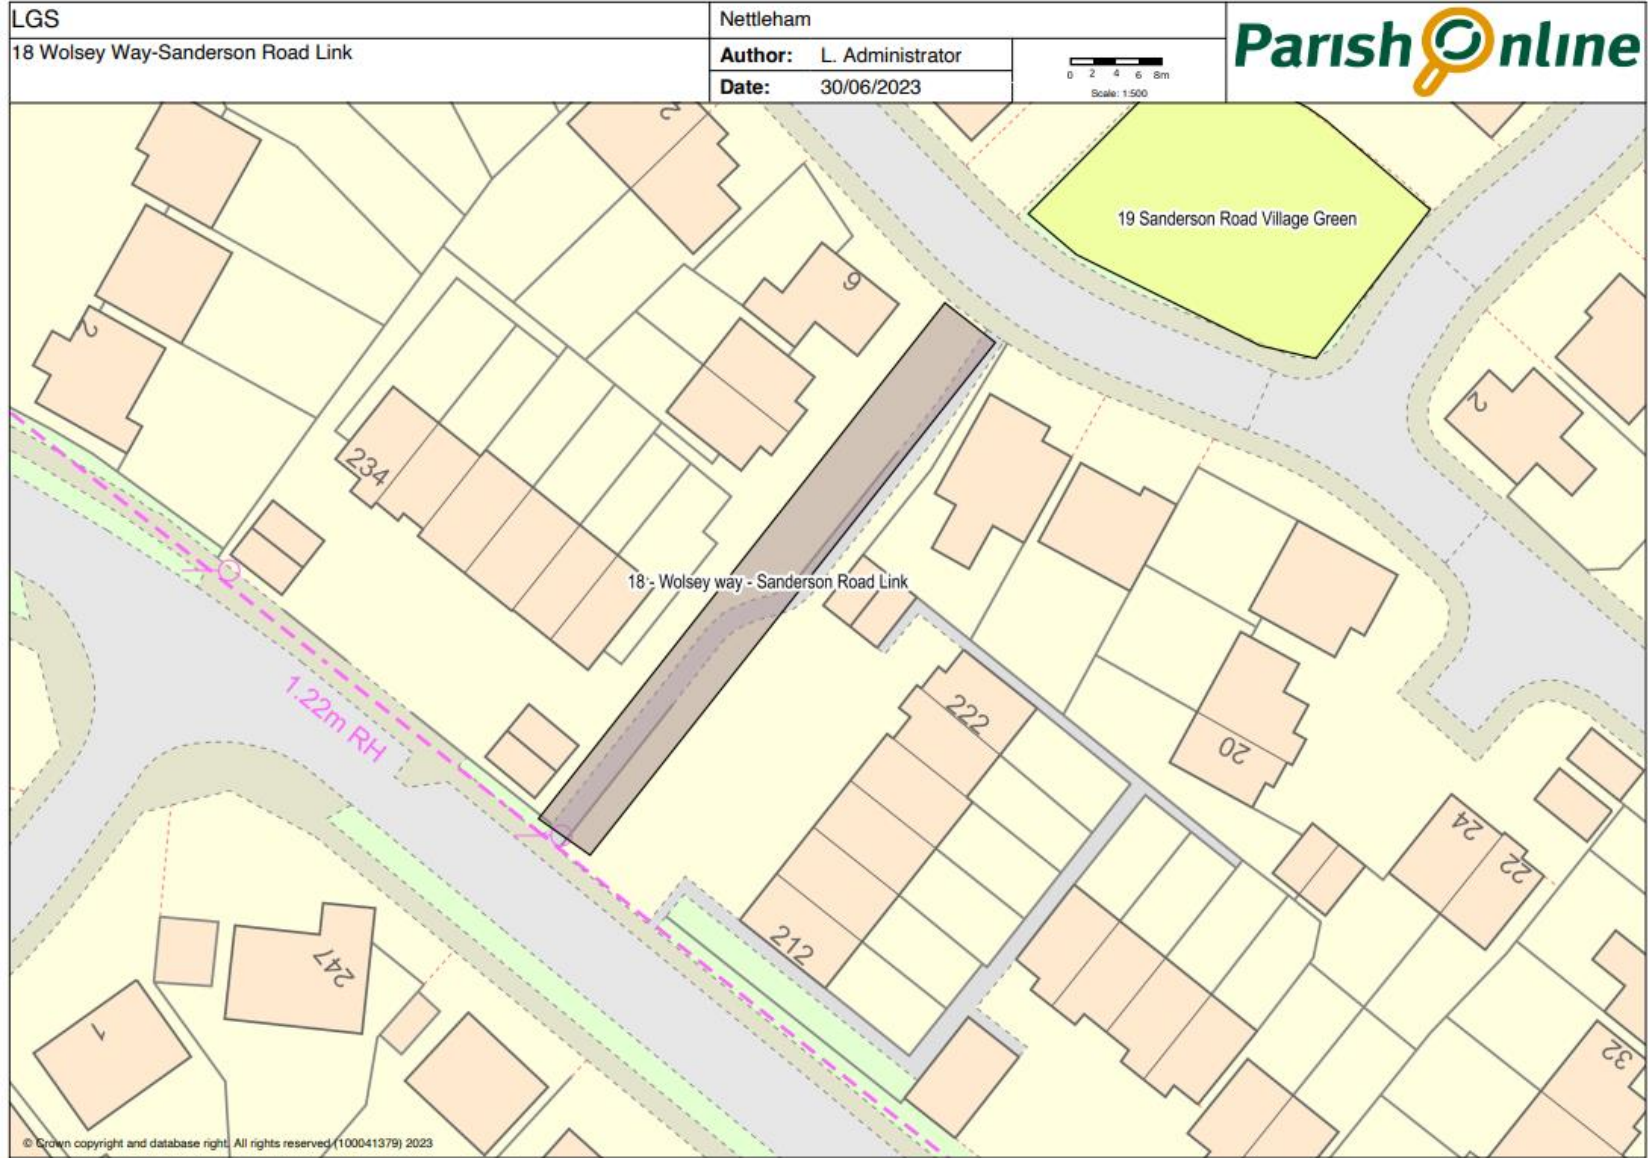 LGS
Nettleham
18 Wolsey Way-Sanderson Road Link
Author: L. Administrator
Date: 30/06/2023
0 2 4 6 8m
Scale: 1:500
Parish Online
2
19 Sanderson Road Village Green
9
2
2
234
18 - Wolsey way - Sanderson Road Link
1.22m RH
222
20
24
22
212
247
1
32
© Crown copyright and database right. All rights reserved (100041379) 2023